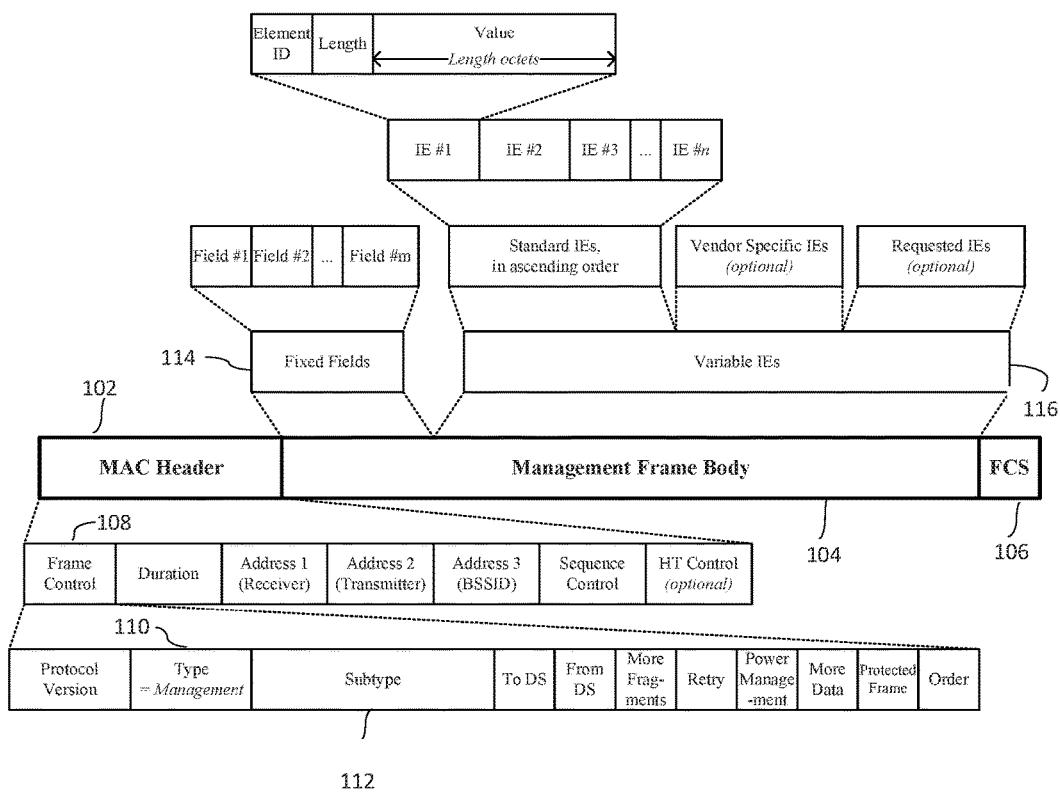 Element ID
Length
Value
Length octets
IE #1
IE #2
IE #3
...
IE #n
Field #1
Field #2
...
Field #m
Standard IEs,
in ascending order
Vendor Specific IEs
(optional)
Requested IEs
(optional)
114
Fixed Fields
Variable IEs
116
102
MAC Header
Management Frame Body
FCS
108
104
106
Frame
Control
Duration
Address 1
(Receiver)
Address 2
(Transmitter)
Address 3
(BSSID)
Sequence
Control
HT Control
(optional)
110
Protocol
Version
Type
= Management
Subtype
To DS
From
DS
More
Frag-
ments
Retry
Power
Manage
-ment
More
Data
Protected
Frame
Order
112